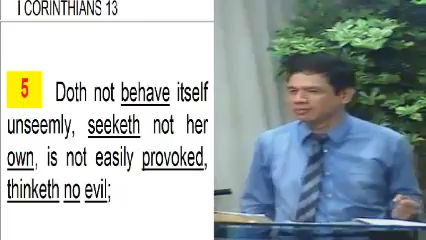 I CORINTHIANS 13
5 Doth not behave itself
unseemly, seeketh not her
own, is not easily provoked,
thinketh no evil;